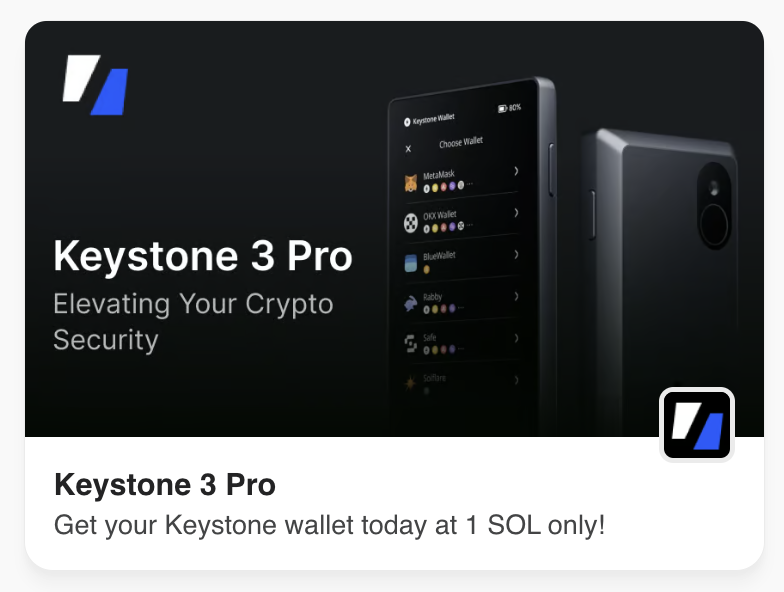 Keystone 3 Pro
Elevating Your Crypto
Security
Keystone Wallet
80%
X
Choose Wallet
MetaMask
OKX Wallet
BlueWallet
Rabby
Safe
Solflare
Keystone 3 Pro
Get your Keystone wallet today at 1 SOL only!